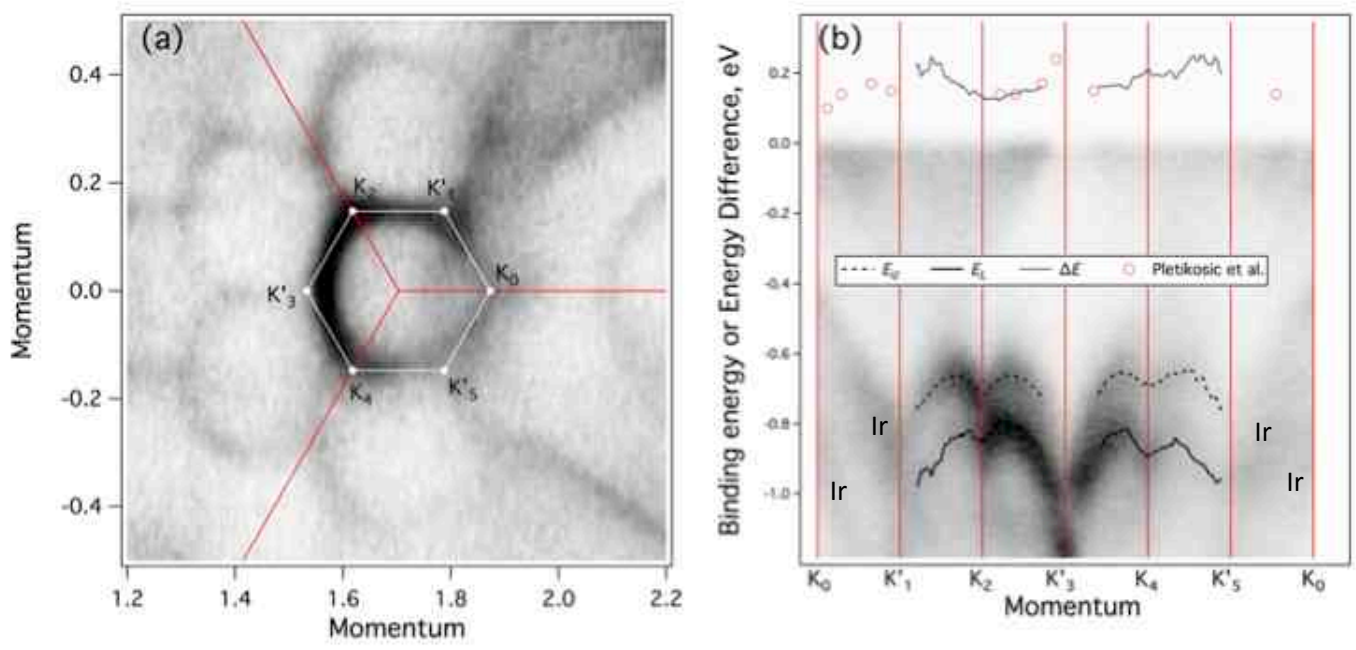 (a)
0.4
0.2
0.0
-0.2
-0.4
Momentum
K₂
K'₁
K₀
K'₃
K₄
K'₅
1.2
1.4
1.6
1.8
2.0
2.2
Momentum
(b)
Binding energy or Energy Difference, eV
0.2
0.0
-0.2
-0.4
-0.6
-0.8
-1.0
E_U
E_L
ΔE
Pletikosic et al.
Ir
Ir
Ir
Ir
K₀
K'₁
K₂
K'₃
K₄
K'₅
K₀
Momentum